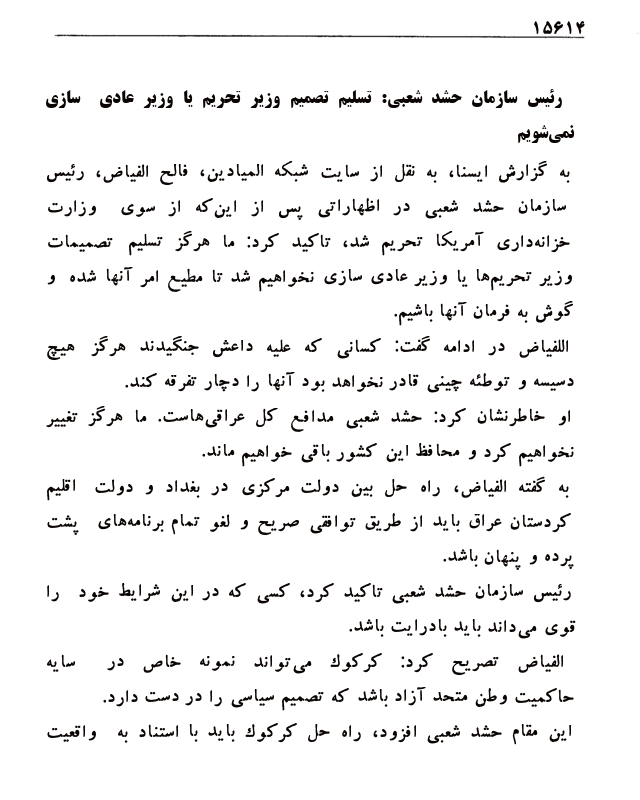 ۱۵۶۱۴
رئیس سازمان حشد شعبی: تسلیم تصمیم وزیر تحریم یا وزیر عادی سازی
نمی‌شویم
به گزارش ایسنا، به نقل از سایت شبکه المیادین، فالح الفیاض، رئیس
سازمان حشد شعبی در اظهاراتی پس از این‌که از سوی وزارت
خزانه‌داری آمریکا تحریم شد، تاکید کرد: ما هرگز تسلیم تصمیمات
وزیر تحریم‌ها یا وزیر عادی سازی نخواهیم شد تا مطیع امر آنها شده و
گوش به فرمان آنها باشیم.
اللفیاض در ادامه گفت: کسانی که علیه داعش جنگیدند هرگز هیچ
دسیسه و توطئه چینی قادر نخواهد بود آنها را دچار تفرقه کند.
او خاطرنشان کرد: حشد شعبی مدافع کل عراقی‌هاست. ما هرگز تغییر
نخواهیم کرد و محافظ این کشور باقی خواهیم ماند.
به گفته الفیاض، راه حل بین دولت مرکزی در بغداد و دولت اقلیم
کردستان عراق باید از طریق توافقی صریح و لغو تمام برنامه‌های پشت
پرده و پنهان باشد.
رئیس سازمان حشد شعبی تاکید کرد، کسی که در این شرایط خود را
قوی می‌داند باید بادرایت باشد.
الفیاض تصریح کرد: کرکوك می‌تواند نمونه خاص در سایه
حاکمیت وطن متحد آزاد باشد که تصمیم سیاسی را در دست دارد.
این مقام حشد شعبی افزود، راه حل کرکوك باید با استناد به واقعیت